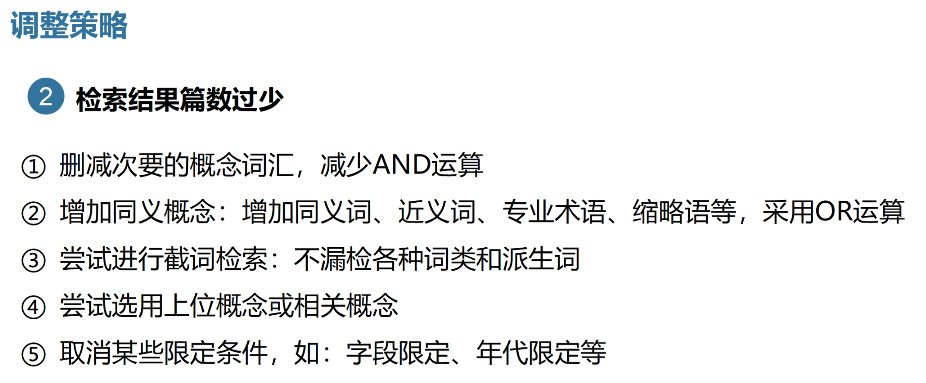 调整策略
2 检索结果篇数过少
① 删减次要的概念词汇，减少AND运算
② 增加同义概念：增加同义词、近义词、专业术语、缩略语等，采用OR运算
③ 尝试进行截词检索：不漏检各种词类和派生词
④ 尝试选用上位概念或相关概念
⑤ 取消某些限定条件，如：字段限定、年代限定等